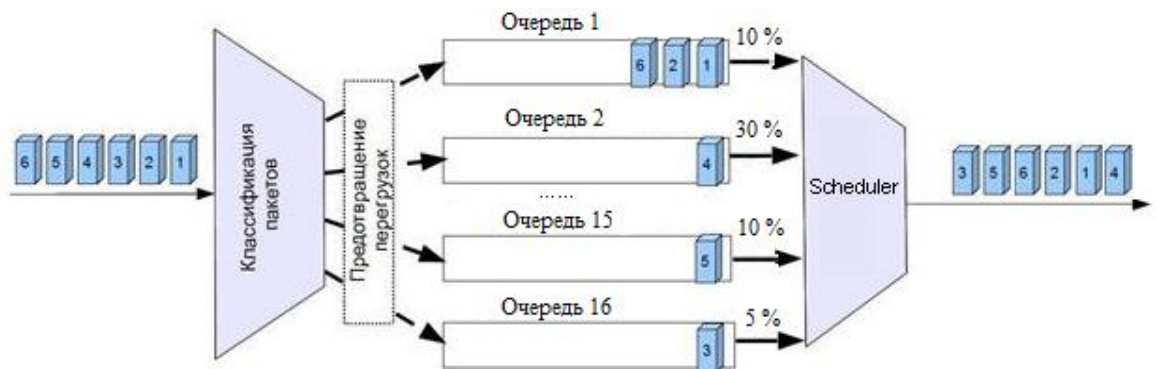 Очередь 1
10 %
6 2 1
Очередь 2
30 %
4
6 5 4 3 2 1
Классификация
пакетов
Предотвращение
перегрузок
......
Scheduler
3 5 6 2 1 4
Очередь 15
10 %
5
Очередь 16
5 %
3